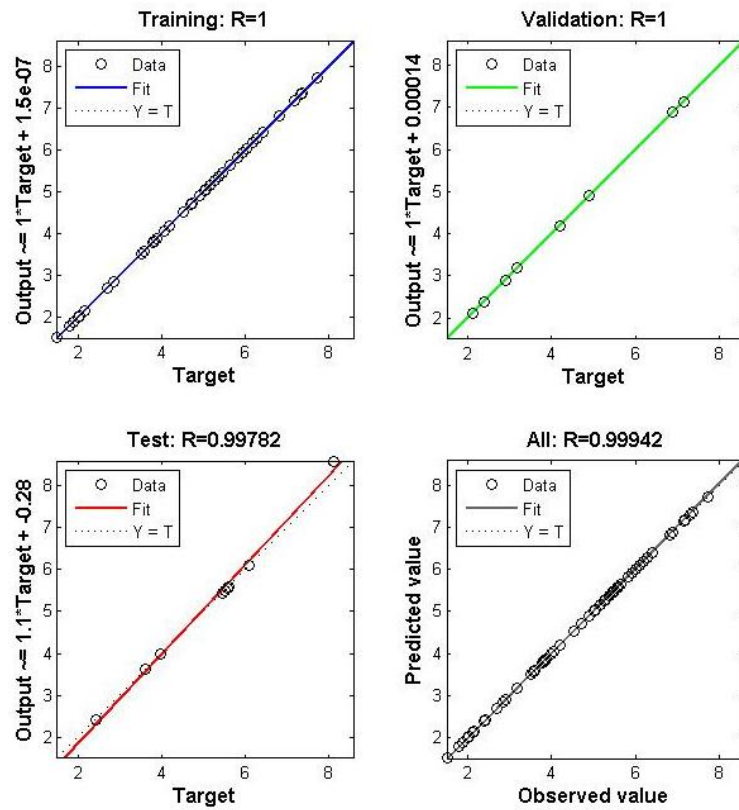 Training: R=1
Output ~= 1*Target + 1.5e-07
8
7
6
5
4
3
2
Data
Fit
Y = T
2 4 6 8
Target
Validation: R=1
Output ~= 1*Target + 0.00014
8
7
6
5
4
3
2
Data
Fit
Y = T
2 4 6 8
Target
Test: R=0.99782
Output ~= 1.1*Target + -0.28
8
7
6
5
4
3
2
Data
Fit
Y = T
2 4 6 8
Target
All: R=0.99942
Predicted value
8
7
6
5
4
3
2
Data
Fit
Y = T
2 4 6 8
Observed value